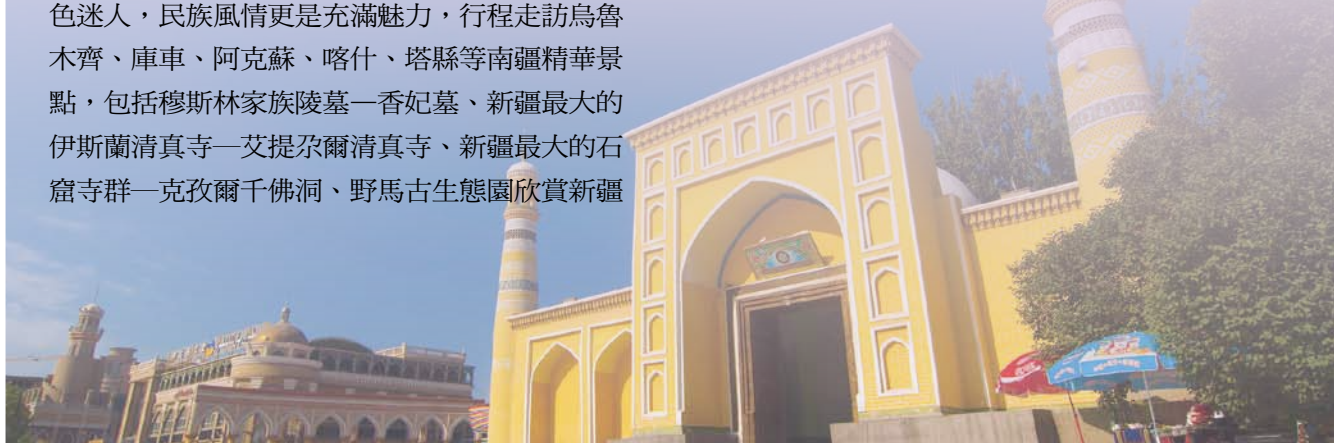 色迷人，民族風情更是充滿魅力，行程走訪烏魯
木齊、庫車、阿克蘇、喀什、塔縣等南疆精華景
點，包括穆斯林家族陵墓—香妃墓、新疆最大的
伊斯蘭清真寺—艾提尕爾清真寺、新疆最大的石
窟寺群—克孜爾千佛洞、野馬古生態園欣賞新疆